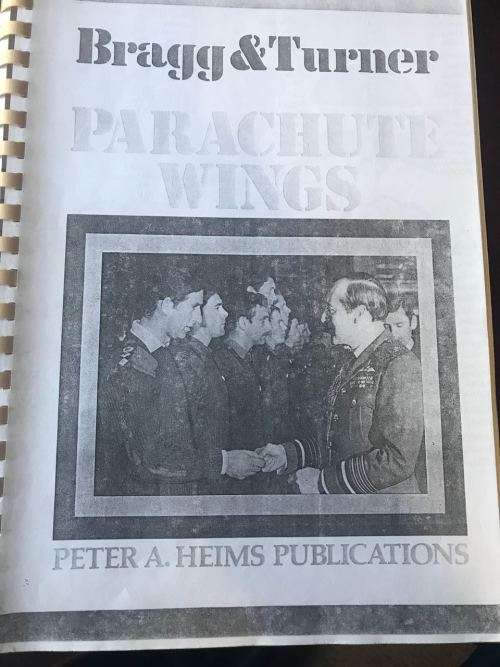 Bragg & Turner
PARACHUTE
WINGS
PETER A. HEIMS PUBLICATIONS